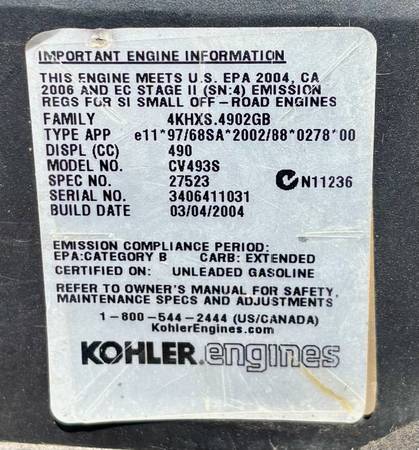 IMPORTANT ENGINE INFORMATION
THIS ENGINE MEETS U.S. EPA 2004, CA
2006 AND EC STAGE II (SN:4) EMISSION
REGS FOR SI SMALL OFF-ROAD ENGINES
FAMILY 4KHXS.4902GB
TYPE APP e11*97/68SA*2002/88*0278*00
DISPL (CC) 490
MODEL NO. CV493S
SPEC NO. 27523 N11236
SERIAL NO. 3406411031
BUILD DATE 03/04/2004
EMISSION COMPLIANCE PERIOD:
EPA:CATEGORY B CARB: EXTENDED
CERTIFIED ON: UNLEADED GASOLINE
REFER TO OWNER'S MANUAL FOR SAFETY,
MAINTENANCE SPECS AND ADJUSTMENTS
1-800-544-2444 (US/CANADA)
KohlerEngines.com
KOHLER engines